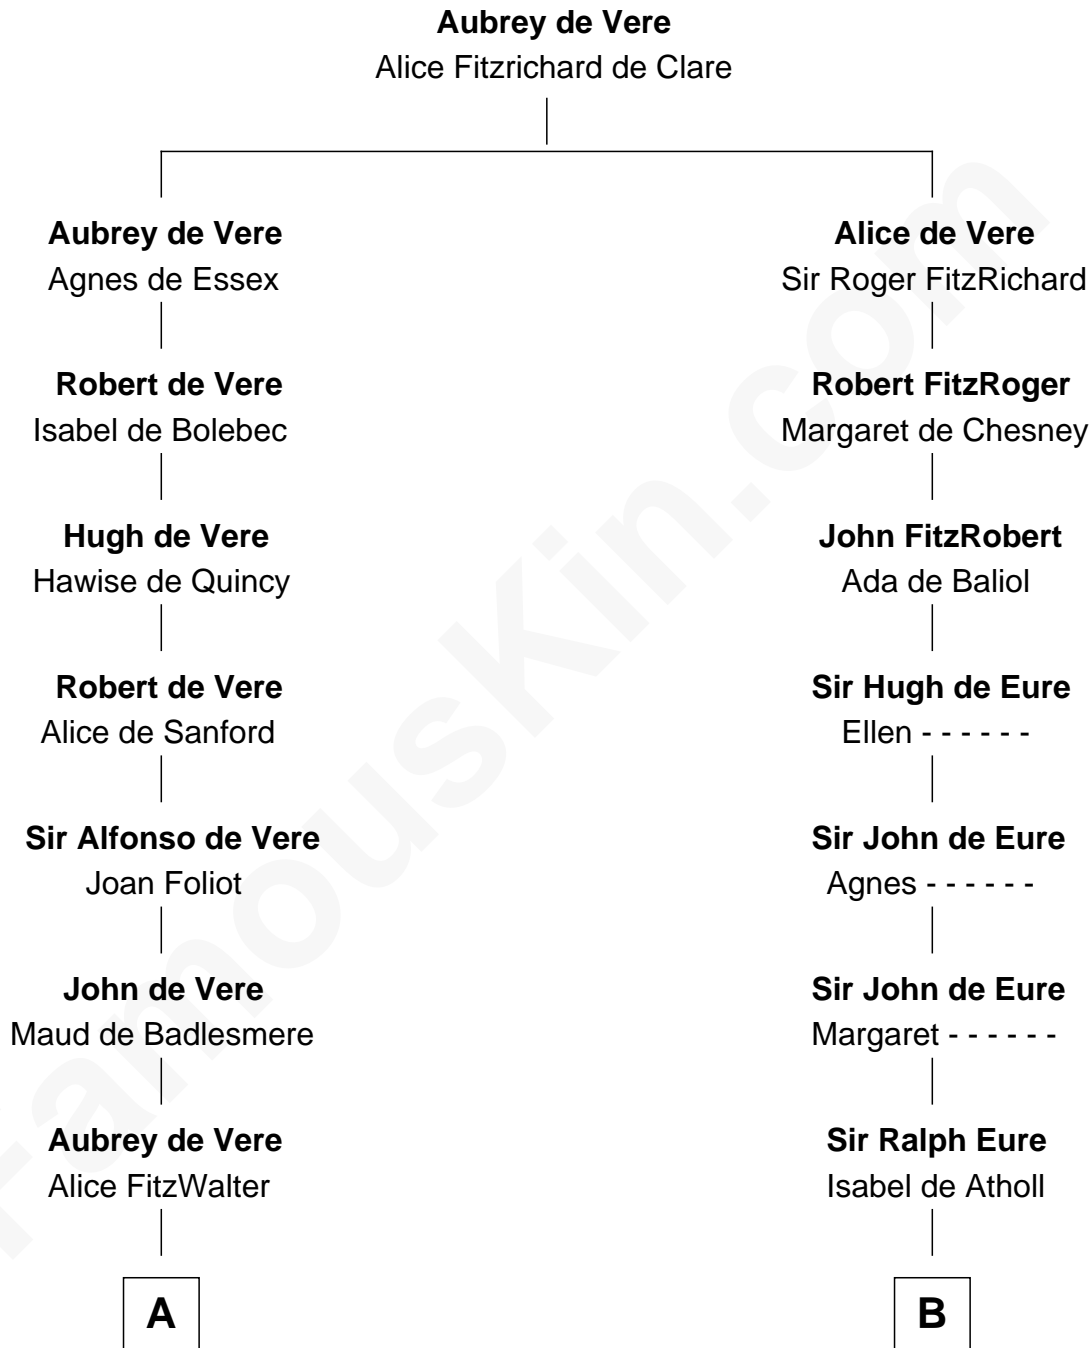 Aubrey de Vere
Alice Fitzrichard de Clare
Aubrey de Vere
Agnes de Essex
Robert de Vere
Isabel de Bolebec
Hugh de Vere
Hawise de Quincy
Robert de Vere
Alice de Sanford
Sir Alfonso de Vere
Joan Foliot
John de Vere
Maud de Badlesmere
Aubrey de Vere
Alice FitzWalter
A
Alice de Vere
Sir Roger FitzRichard
Robert FitzRoger
Margaret de Chesney
John FitzRobert
Ada de Baliol
Sir Hugh de Eure
Ellen - - - - - -
Sir John de Eure
Agnes - - - - - -
Sir John de Eure
Margaret - - - - - -
Sir Ralph Eure
Isabel de Atholl
B
FamousKin.com